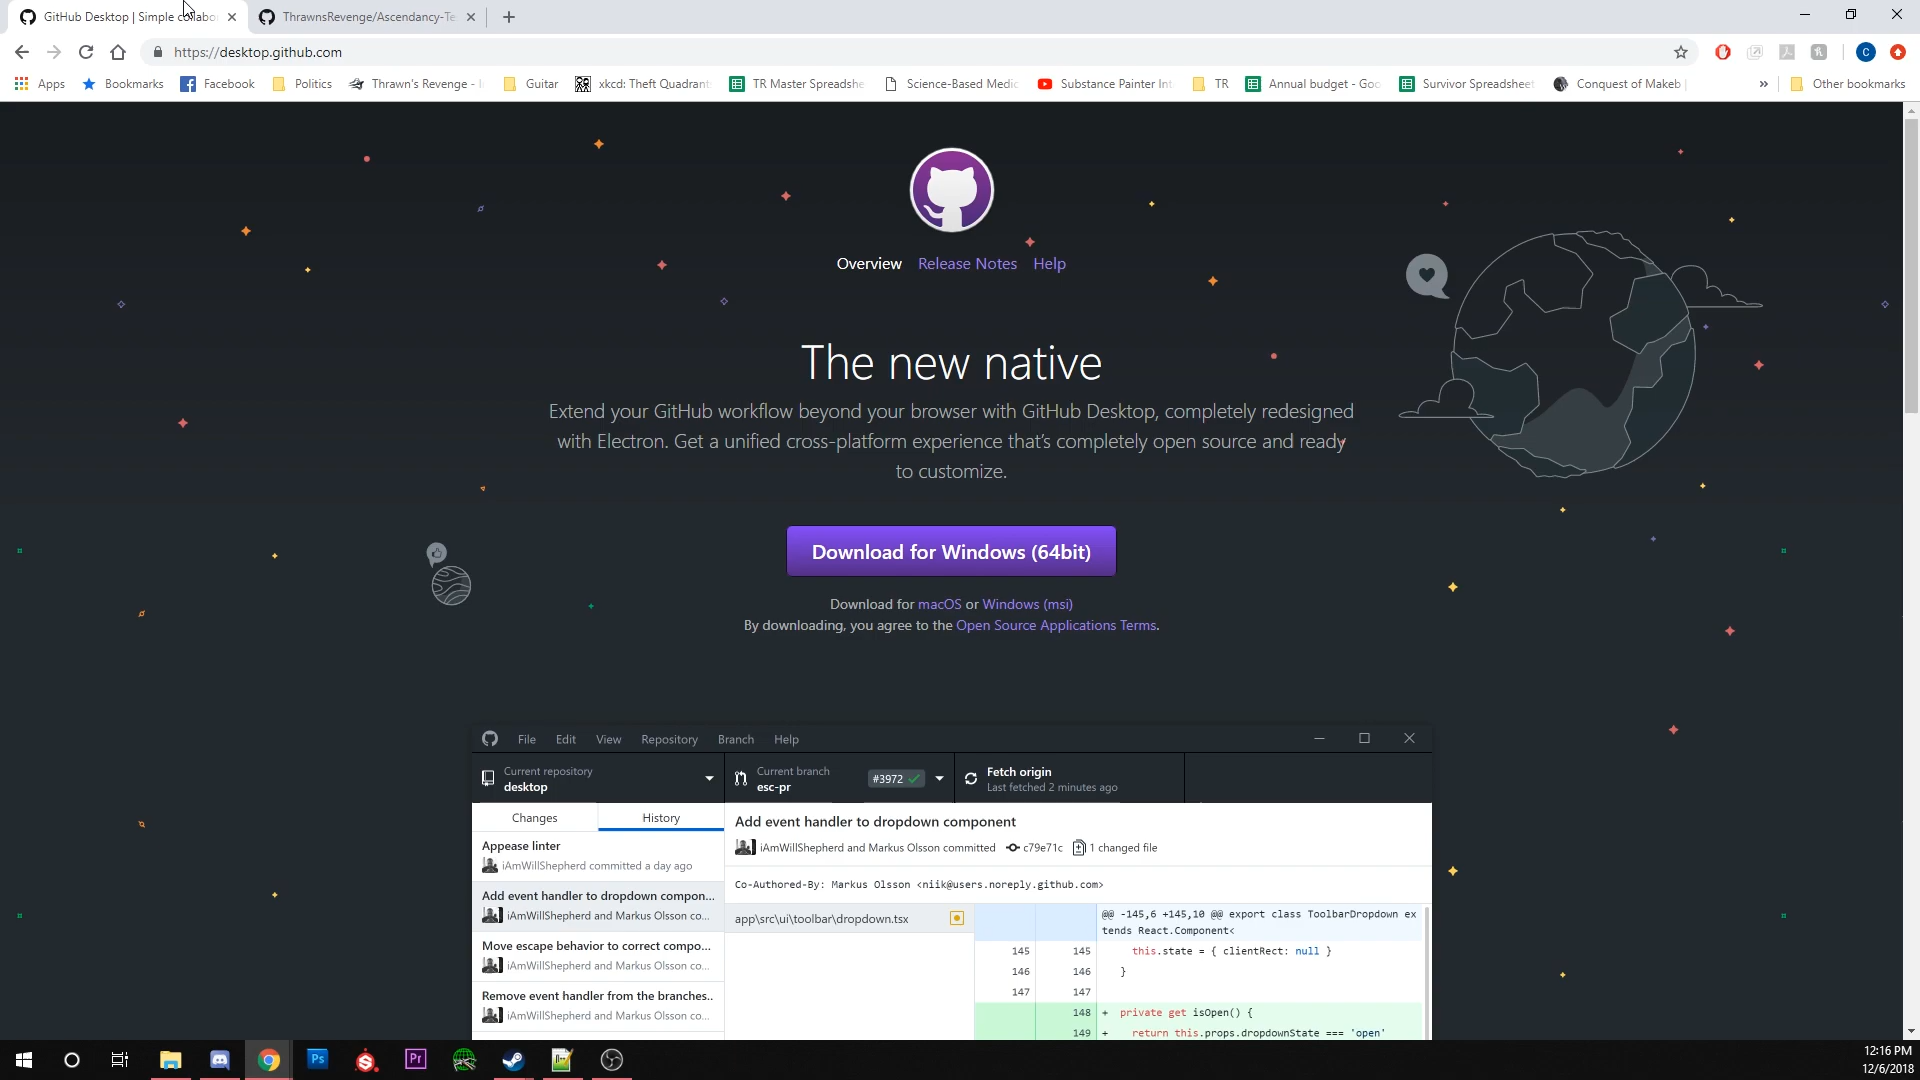 GitHub Desktop | Simple collabo
ThrawnsRevenge/Ascendancy-Te
https://desktop.github.com
C
Apps
Bookmarks
Facebook
Politics
Thrawn's Revenge - I
Guitar
xkcd: Theft Quadrant
TR Master Spreadshe
Science-Based Medic
Substance Painter Int
TR
Annual budget - Goo
Survivor Spreadsheet
Conquest of Makeb |
»
Other bookmarks
Overview Release Notes Help
The new native
Extend your GitHub workflow beyond your browser with GitHub Desktop, completely redesigned
with Electron. Get a unified cross-platform experience that's completely open source and ready
to customize.
Download for Windows (64bit)
Download for macOS or Windows (msi)
By downloading, you agree to the Open Source Applications Terms.
File Edit View Repository Branch Help
Current repository
desktop
Current branch
esc-pr
#3972
Fetch origin
Last fetched 2 minutes ago
Changes
History
Appease linter
iAmWillShepherd committed a day ago
Add event handler to dropdown compon...
iAmWillShepherd and Markus Olsson co...
Move escape behavior to correct compo...
iAmWillShepherd and Markus Olsson co...
Remove event handler from the branches..
iAmWillShepherd and Markus Olsson co...
Add event handler to dropdown component
iAmWillShepherd and Markus Olsson committed c79e71c 1 changed file
Co-Authored-By: Markus Olsson <niik@users.noreply.github.com>
app\src\ui\toolbar\dropdown.tsx
@@ -145,6 +145,10 @@ export class ToolbarDropdown ex
tends React.Component<
145 145 this.state = { clientRect: null }
146 146 }
147 147
148 + private get isOpen() {
149 + return this.props.dropdownState === 'open'
Ps
Pr
12:16 PM
12/6/2018